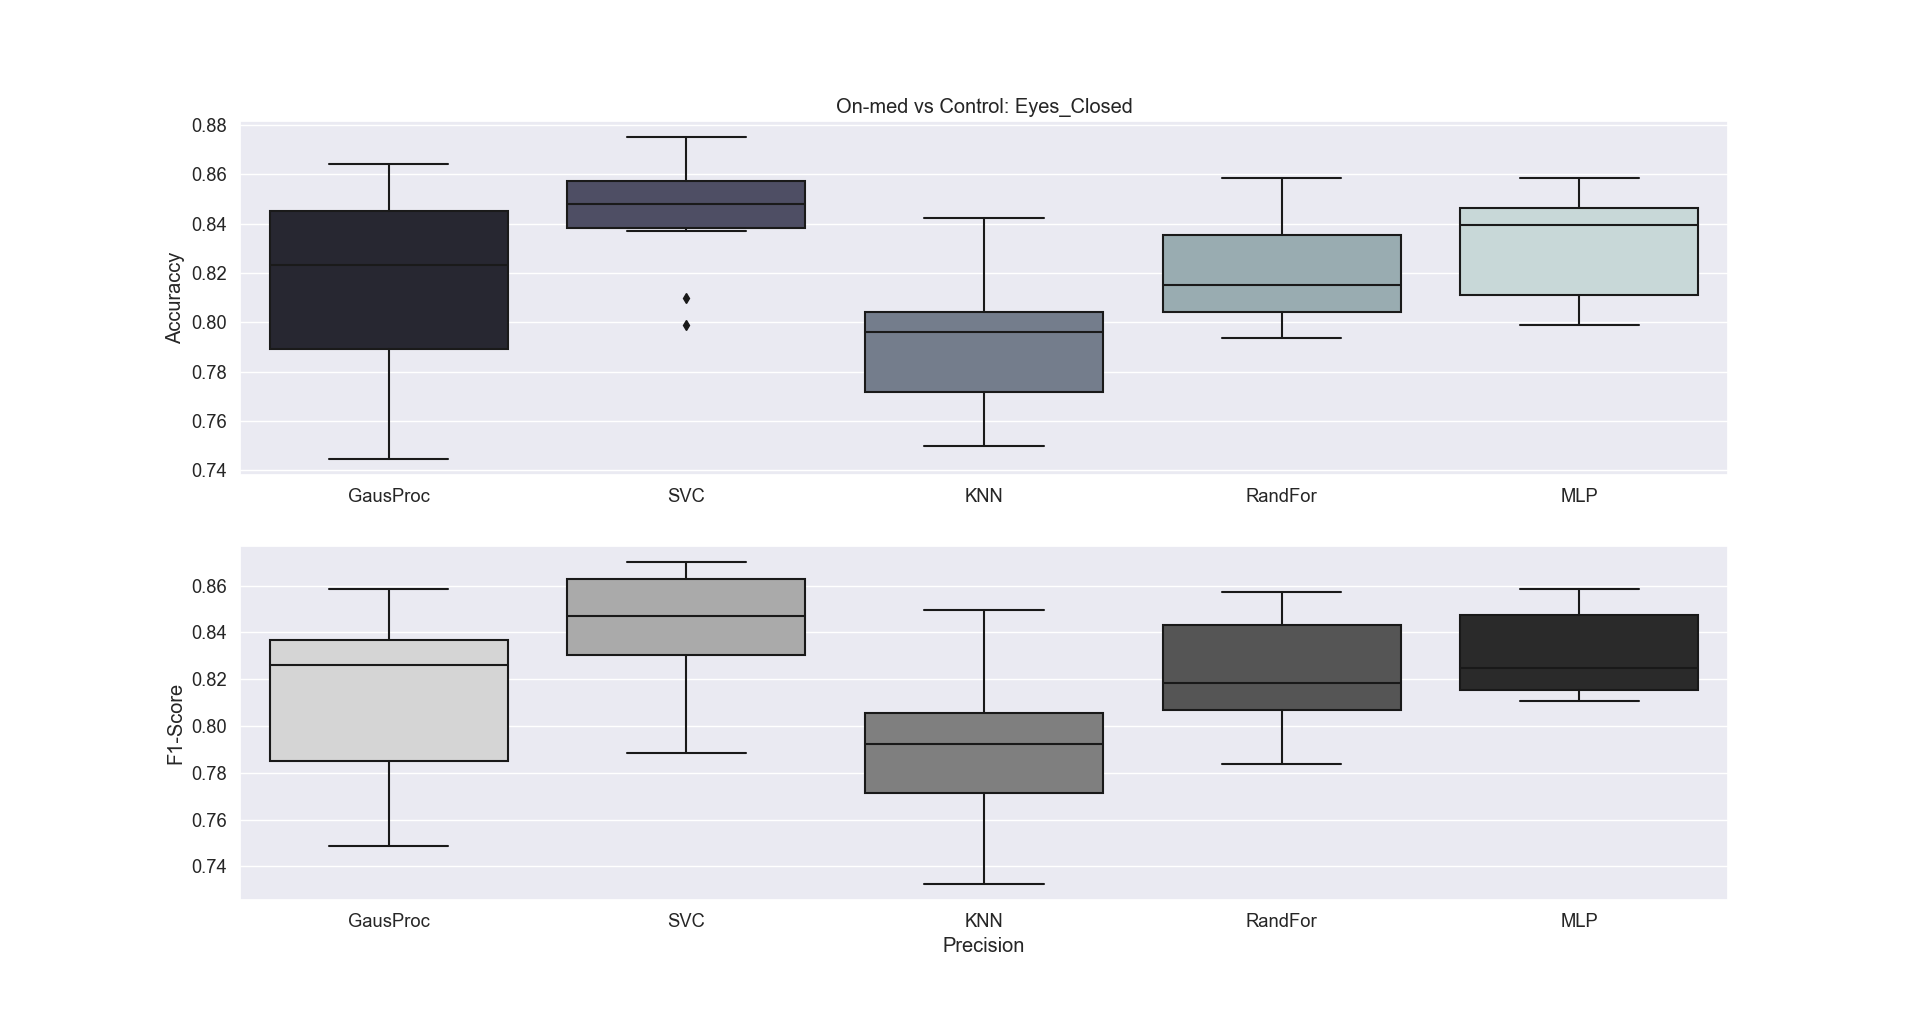 On-med vs Control: Eyes_Closed
Accuraccy
0.88
0.86
0.84
0.82
0.80
0.78
0.76
0.74
GausProc SVC KNN RandFor MLP
F1-Score
0.86
0.84
0.82
0.80
0.78
0.76
0.74
GausProc SVC KNN RandFor MLP
Precision